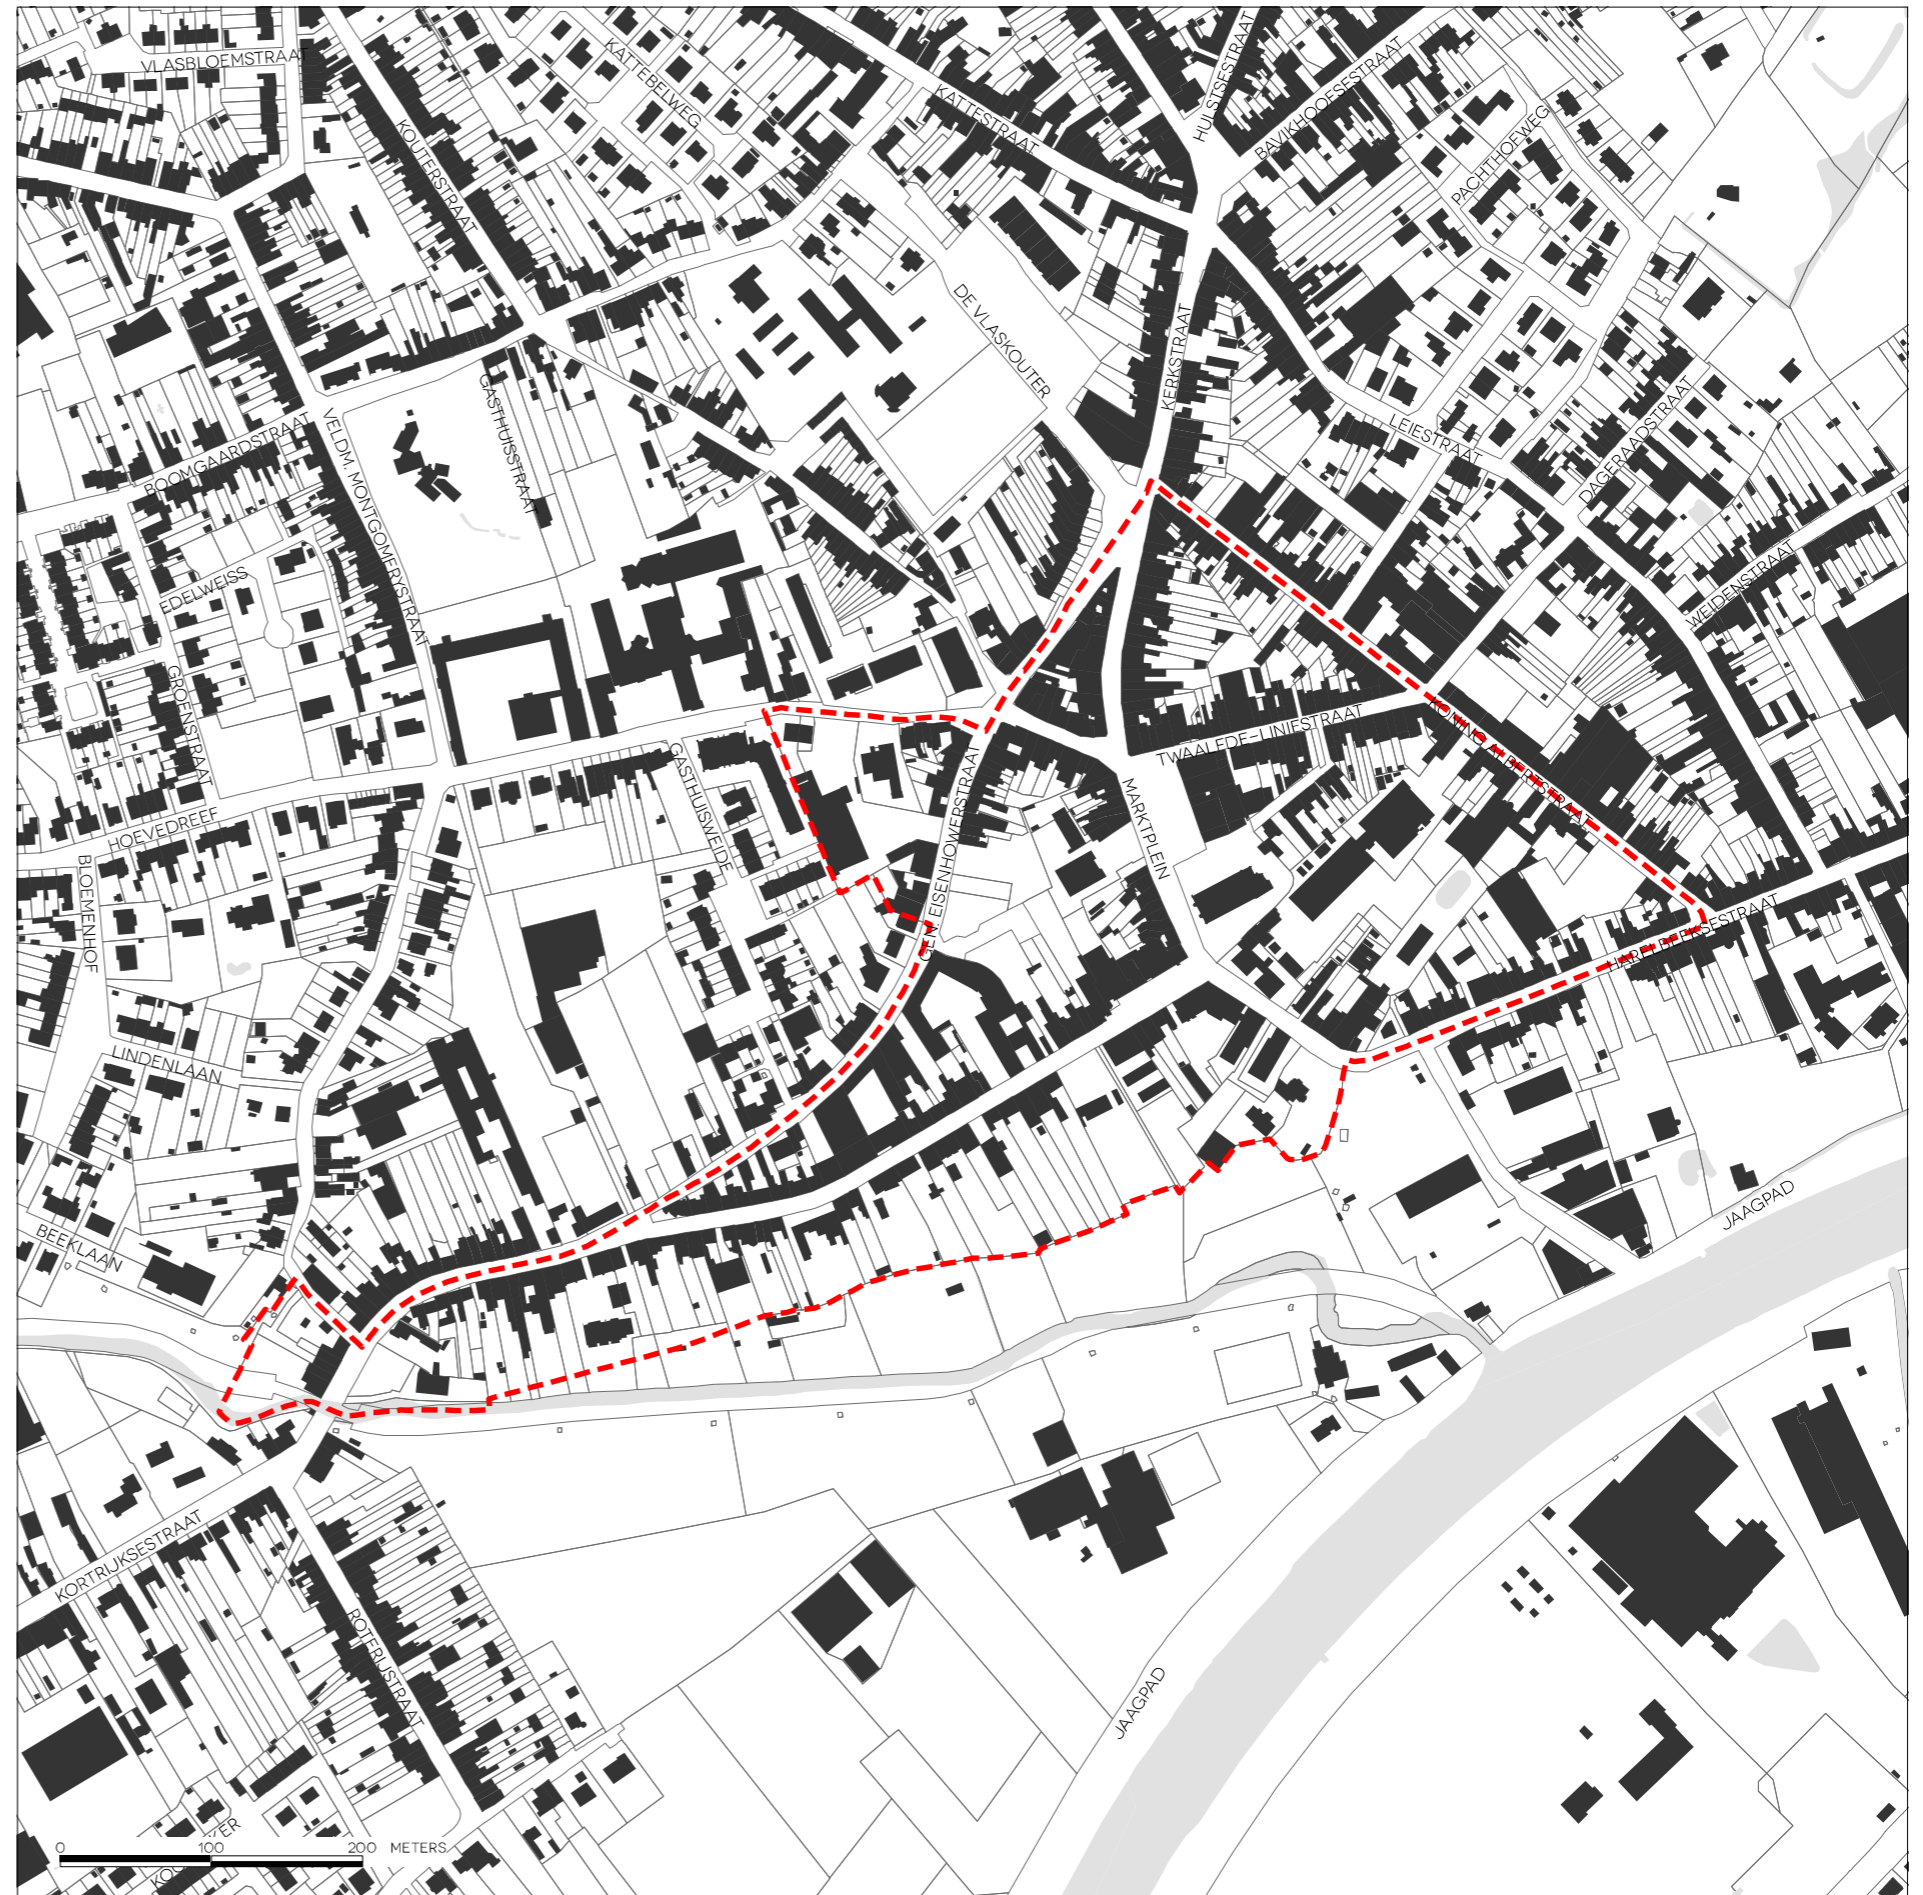 VLASBLOEMSTRAAT
KATTEBELWEG
KOUTERSTRAAT
KATTESTRAAT
HULSTSESTRAAT
BAVIKHOOFSESTRAAT
PACHTHOFWEG
DE VLASKOUTER
KERKSTRAAT
GASTHUISSTRAAT
LEIESTRAAT
DAGERAADSTRAAT
BOOMGAARDSTRAAT
VELDM. MONTGOMERYSTRAAT
EDELWEISS
WEIDENSTRAAT
GROENSTRAAT
TWAALFDE-LINIESTRAAT
KONING ALBERTSTRAAT
GASTHUISWEIDE
GEN. EISENHOWERSTRAAT
MARKTPLEIN
HOEVEDREEF
BLOEMENHOF
HARELBEEKSESTRAAT
LINDENLAAN
JAAGPAD
BEEKLAAN
KORTRIJKSESTRAAT
ROTERIJSTRAAT
JAAGPAD
0 100 200 METERS